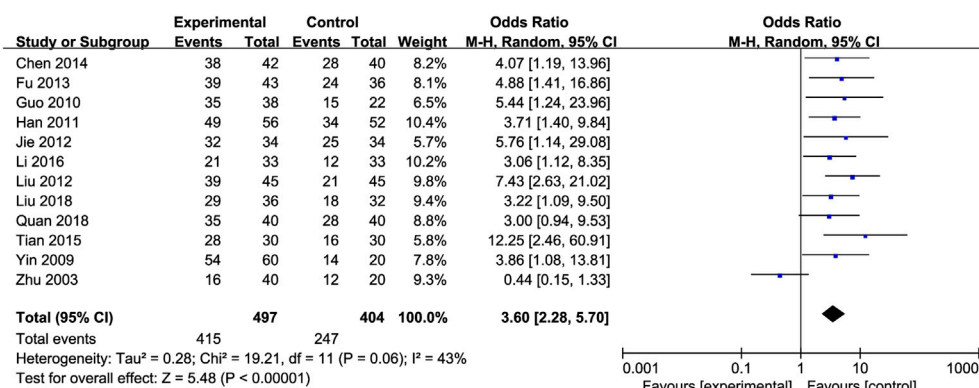 Experimental Control Odds Ratio Odds Ratio
Study or Subgroup Events Total Events Total Weight M-H, Random, 95% CI M-H, Random, 95% CI
Chen 2014 38 42 28 40 8.2% 4.07 [1.19, 13.96]
Fu 2013 39 43 24 36 8.1% 4.88 [1.41, 16.86]
Guo 2010 35 38 15 22 6.5% 5.44 [1.24, 23.96]
Han 2011 49 56 34 52 10.4% 3.71 [1.40, 9.84]
Jie 2012 32 34 25 34 5.7% 5.76 [1.14, 29.08]
Li 2016 21 33 12 33 10.2% 3.06 [1.12, 8.35]
Liu 2012 39 45 21 45 9.8% 7.43 [2.63, 21.02]
Liu 2018 29 36 18 32 9.4% 3.22 [1.09, 9.50]
Quan 2018 35 40 28 40 8.8% 3.00 [0.94, 9.53]
Tian 2015 28 30 16 30 5.8% 12.25 [2.46, 60.91]
Yin 2009 54 60 14 20 7.8% 3.86 [1.08, 13.81]
Zhu 2003 16 40 12 20 9.3% 0.44 [0.15, 1.33]
Total (95% CI) 497 404 100.0% 3.60 [2.28, 5.70]
Total events 415 247
Heterogeneity: Tau² = 0.28; Chi² = 19.21, df = 11 (P = 0.06); I² = 43%
Test for overall effect: Z = 5.48 (P < 0.00001)
0.001 0.1 1 10 1000
Favours [experimental] Favours [control]